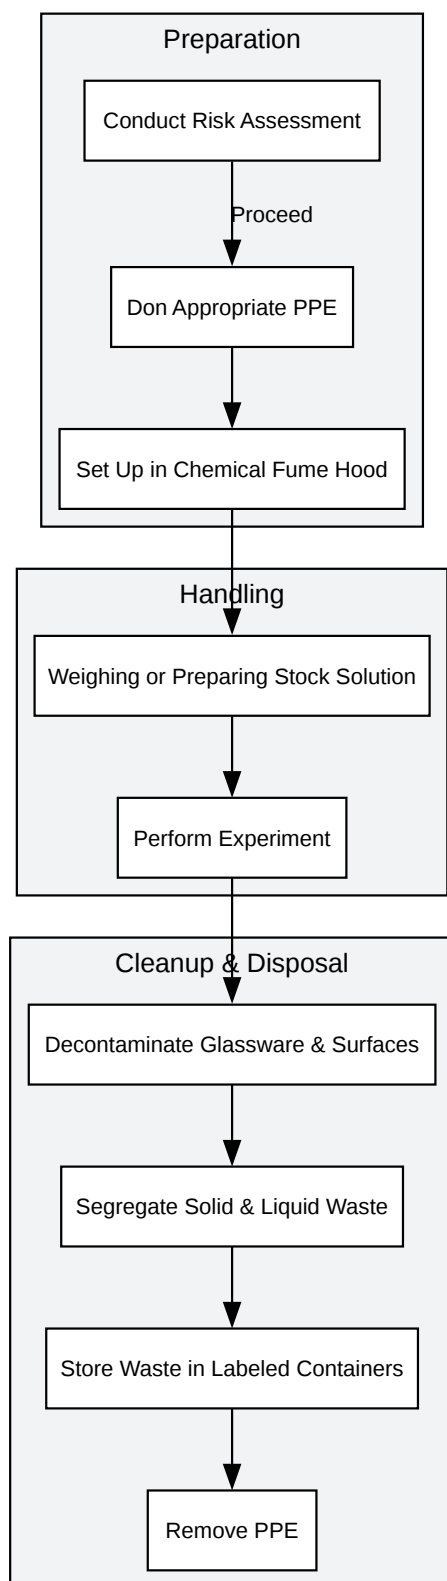 Preparation
Conduct Risk Assessment
Proceed
Don Appropriate PPE
Set Up in Chemical Fume Hood
Handling
Weighing or Preparing Stock Solution
Perform Experiment
Cleanup & Disposal
Decontaminate Glassware & Surfaces
Segregate Solid & Liquid Waste
Store Waste in Labeled Containers
Remove PPE